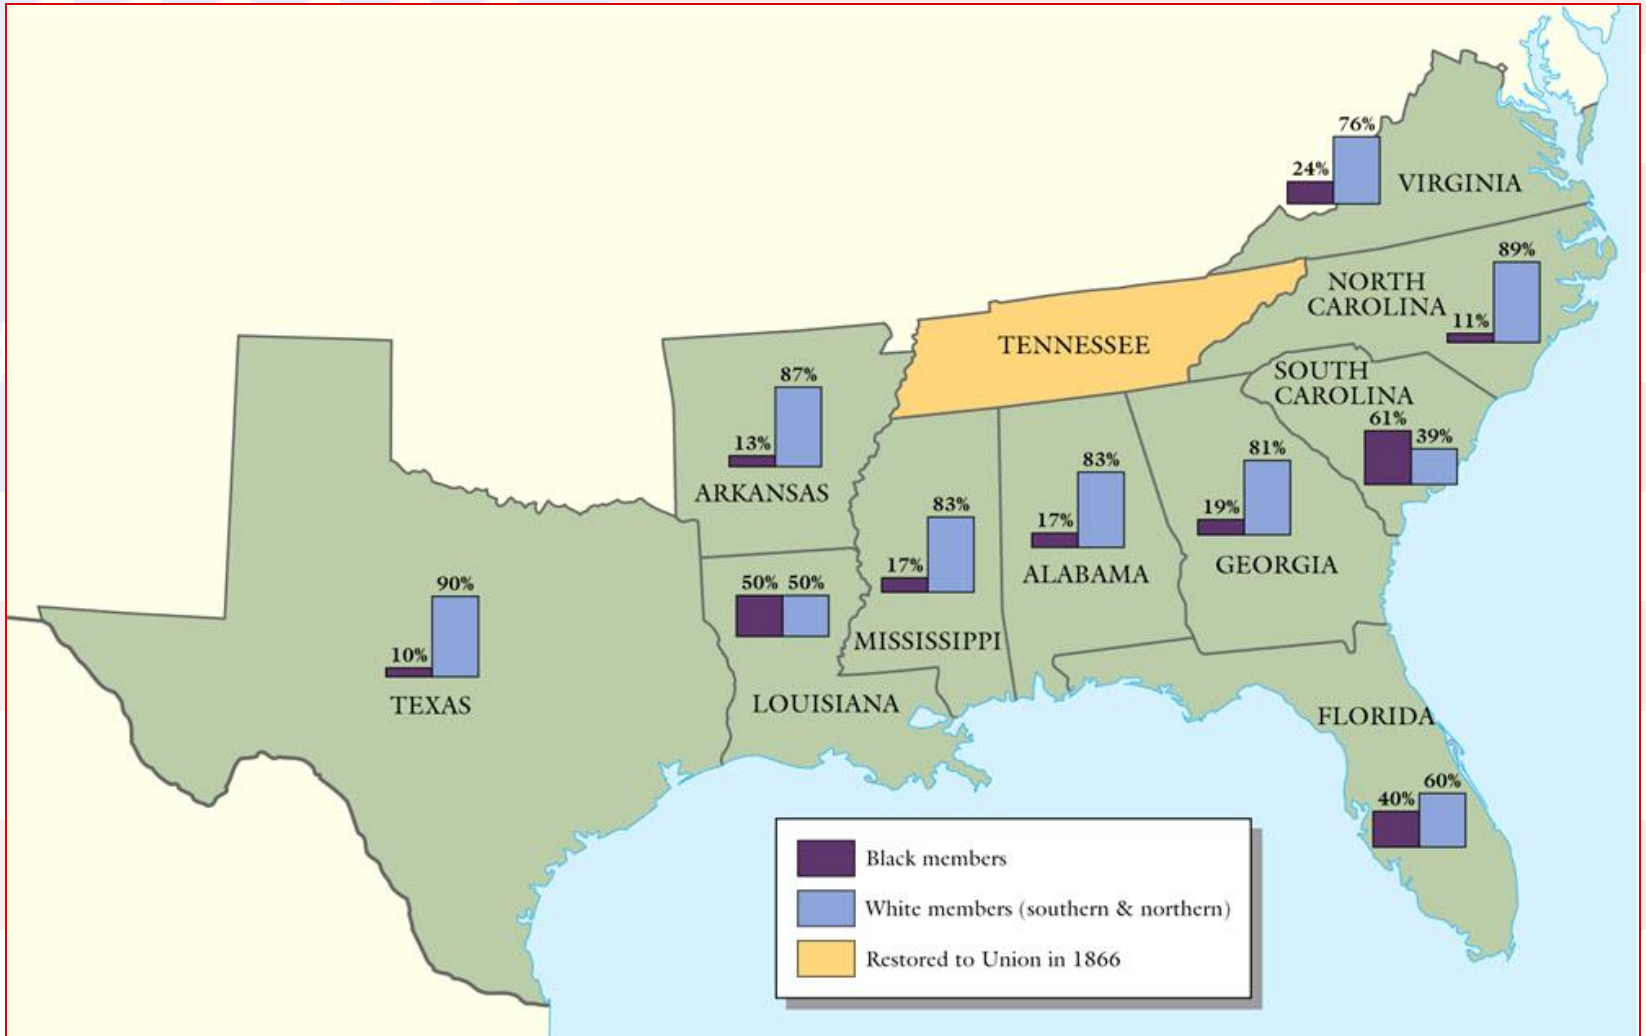 76%
24%
VIRGINIA
89%
NORTH
CAROLINA
11%
TENNESSEE
SOUTH
CAROLINA
61%
39%
87%
13%
ARKANSAS
83%
17%
MISSISSIPPI
83%
17%
ALABAMA
81%
19%
GEORGIA
90%
10%
TEXAS
50% 50%
LOUISIANA
FLORIDA
60%
40%
Black members
White members (southern & northern)
Restored to Union in 1866